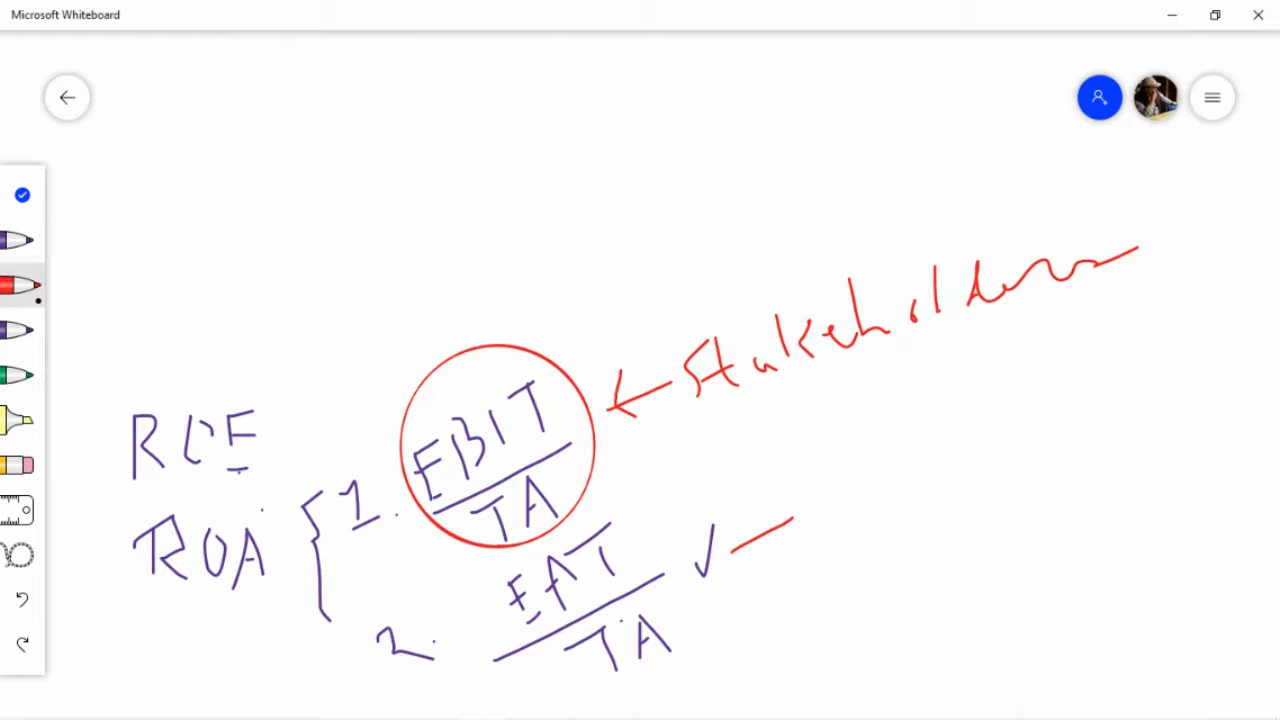 Microsoft Whiteboard
← Stakeholders
ROE
1. EBIT
TA
ROA
EAT ✓ —
2.
TA